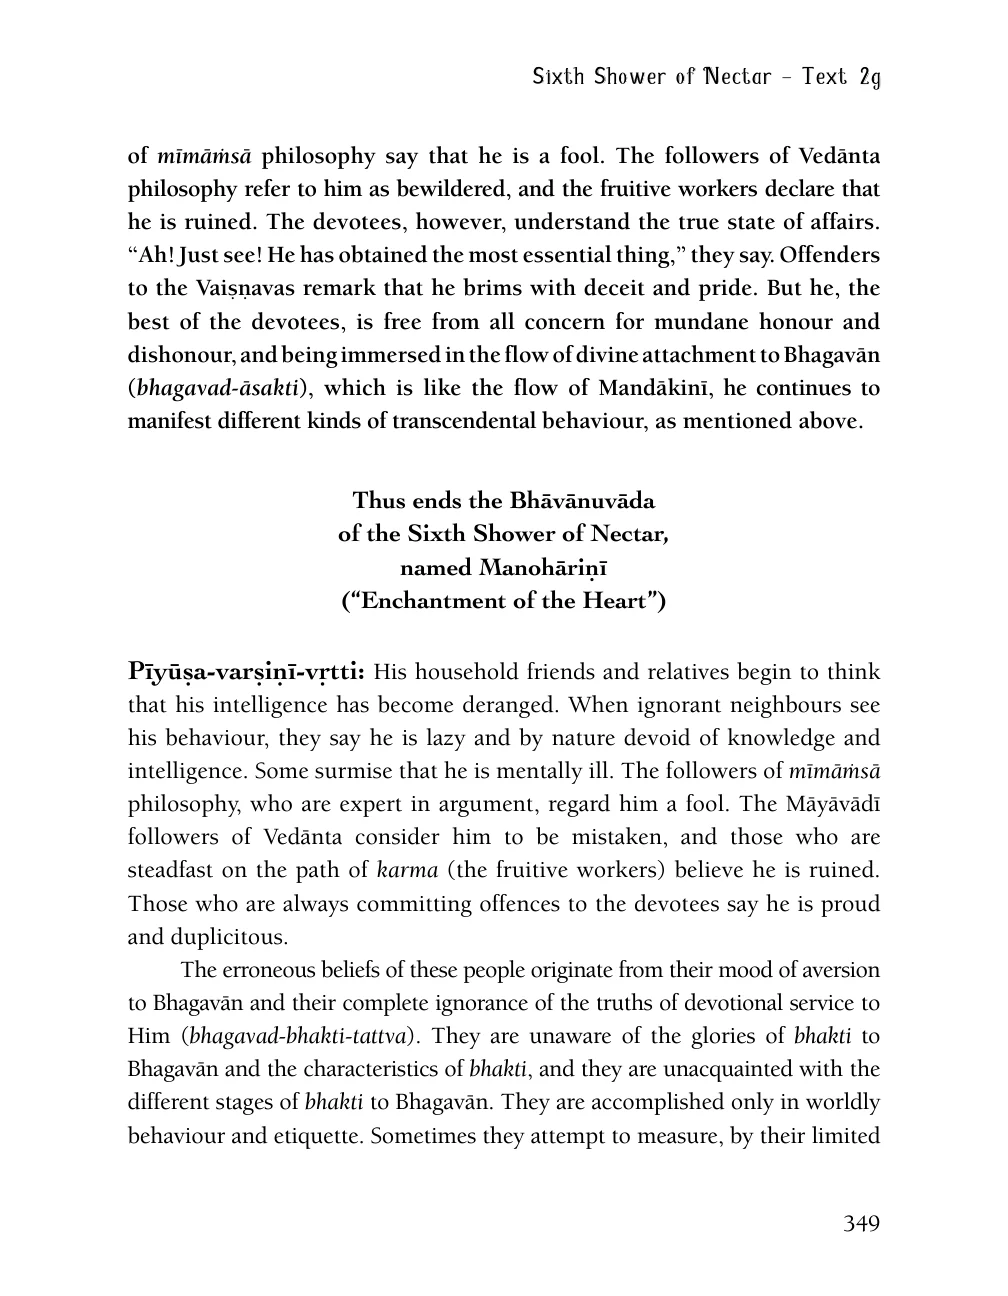 Sixth Shower of Nectar – Text 2g
of mīmāṁsā philosophy say that he is a fool. The followers of Vedānta
philosophy refer to him as bewildered, and the fruitive workers declare that
he is ruined. The devotees, however, understand the true state of affairs.
“Ah! Just see! He has obtained the most essential thing,” they say. Offenders
to the Vaiṣṇavas remark that he brims with deceit and pride. But he, the
best of the devotees, is free from all concern for mundane honour and
dishonour, and being immersed in the flow of divine attachment to Bhagavān
(bhagavad-āsakti), which is like the flow of Mandākinī, he continues to
manifest different kinds of transcendental behaviour, as mentioned above.
Thus ends the Bhāvānuvāda
of the Sixth Shower of Nectar,
named Manohāriṇī
(“Enchantment of the Heart”)
Pīyūṣa-varṣiṇī-vṛtti: His household friends and relatives begin to think
that his intelligence has become deranged. When ignorant neighbours see
his behaviour, they say he is lazy and by nature devoid of knowledge and
intelligence. Some surmise that he is mentally ill. The followers of mīmāṁsā
philosophy, who are expert in argument, regard him a fool. The Māyāvādī
followers of Vedānta consider him to be mistaken, and those who are
steadfast on the path of karma (the fruitive workers) believe he is ruined.
Those who are always committing offences to the devotees say he is proud
and duplicitous.
The erroneous beliefs of these people originate from their mood of aversion
to Bhagavān and their complete ignorance of the truths of devotional service to
Him (bhagavad-bhakti-tattva). They are unaware of the glories of bhakti to
Bhagavān and the characteristics of bhakti, and they are unacquainted with the
different stages of bhakti to Bhagavān. They are accomplished only in worldly
behaviour and etiquette. Sometimes they attempt to measure, by their limited
349